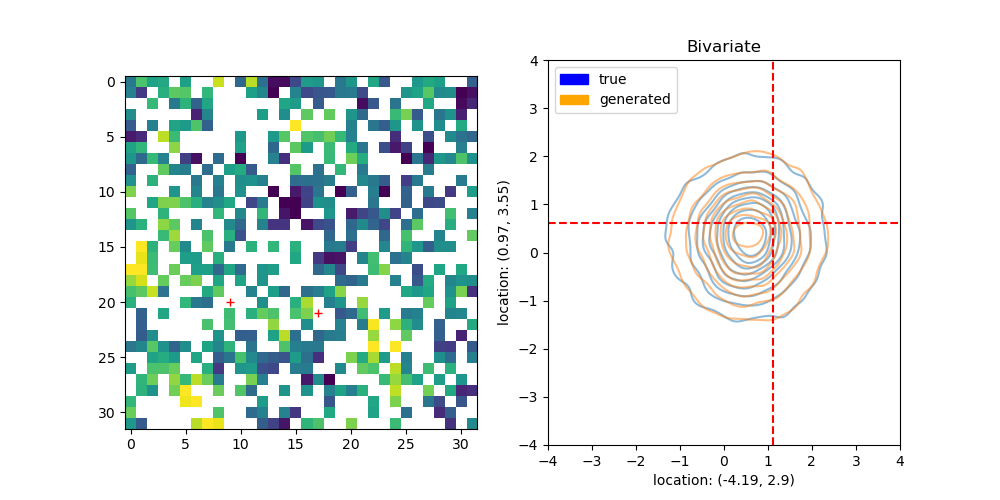 Bivariate
true
generated
0
5
10
15
20
25
30
0 5 10 15 20 25 30
4
3
2
1
0
−1
−2
−3
−4
−4 −3 −2 −1 0 1 2 3 4
location: (0.97, 3.55)
location: (-4.19, 2.9)